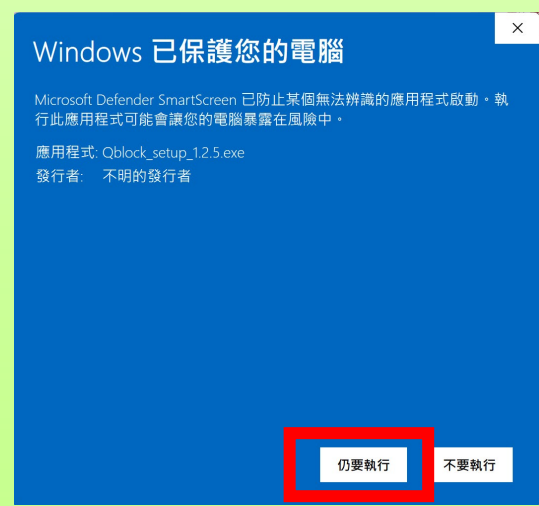 Windows 已保護您的電腦
Microsoft Defender SmartScreen 已防止某個無法辨識的應用程式啟動。執
行此應用程式可能會讓您的電腦暴露在風險中。
應用程式: Qblock_setup_1.2.5.exe
發行者: 不明的發行者
仍要執行 不要執行